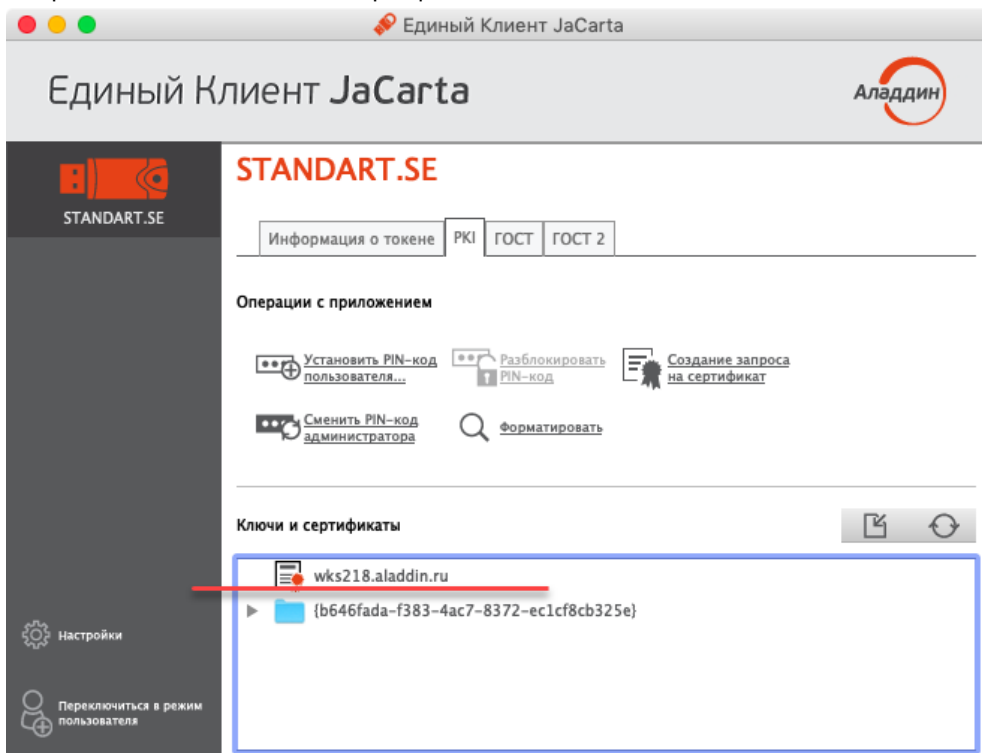 Единый Клиент JaCarta
Единый Клиент JaCarta
Аладдин
STANDART.SE
STANDART.SE
Информация о токене
PKI
ГОСТ
ГОСТ 2
Операции с приложением
Установить PIN-код
пользователя...
Разблокировать
PIN-код
Создание запроса
на сертификат
Сменить PIN-код
администратора
Форматировать
Ключи и сертификаты
wks218.aladdin.ru
{b646fada-f383-4ac7-8372-ec1cf8cb325e}
Настройки
Переключиться в режим
пользователя